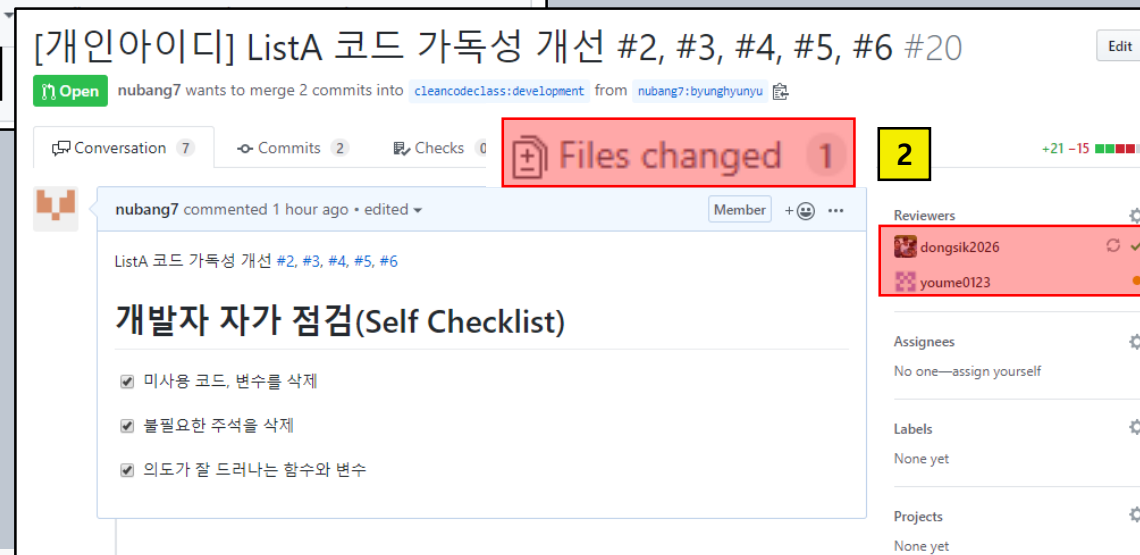 [개인아이디] ListA 코드 가독성 개선 #2, #3, #4, #5, #6 #20
Edit
Open nubang7 wants to merge 2 commits into cleancodeclass:development from nubang7:byunghyunyu
Conversation 7 Commits 2 Checks 0 Files changed 1
2
+21 −15
nubang7 commented 1 hour ago • edited
Member
ListA 코드 가독성 개선 #2, #3, #4, #5, #6
개발자 자가 점검(Self Checklist)
미사용 코드, 변수를 삭제
불필요한 주석을 삭제
의도가 잘 드러나는 함수와 변수
Reviewers
dongsik2026
youme0123
Assignees
No one—assign yourself
Labels
None yet
Projects
None yet